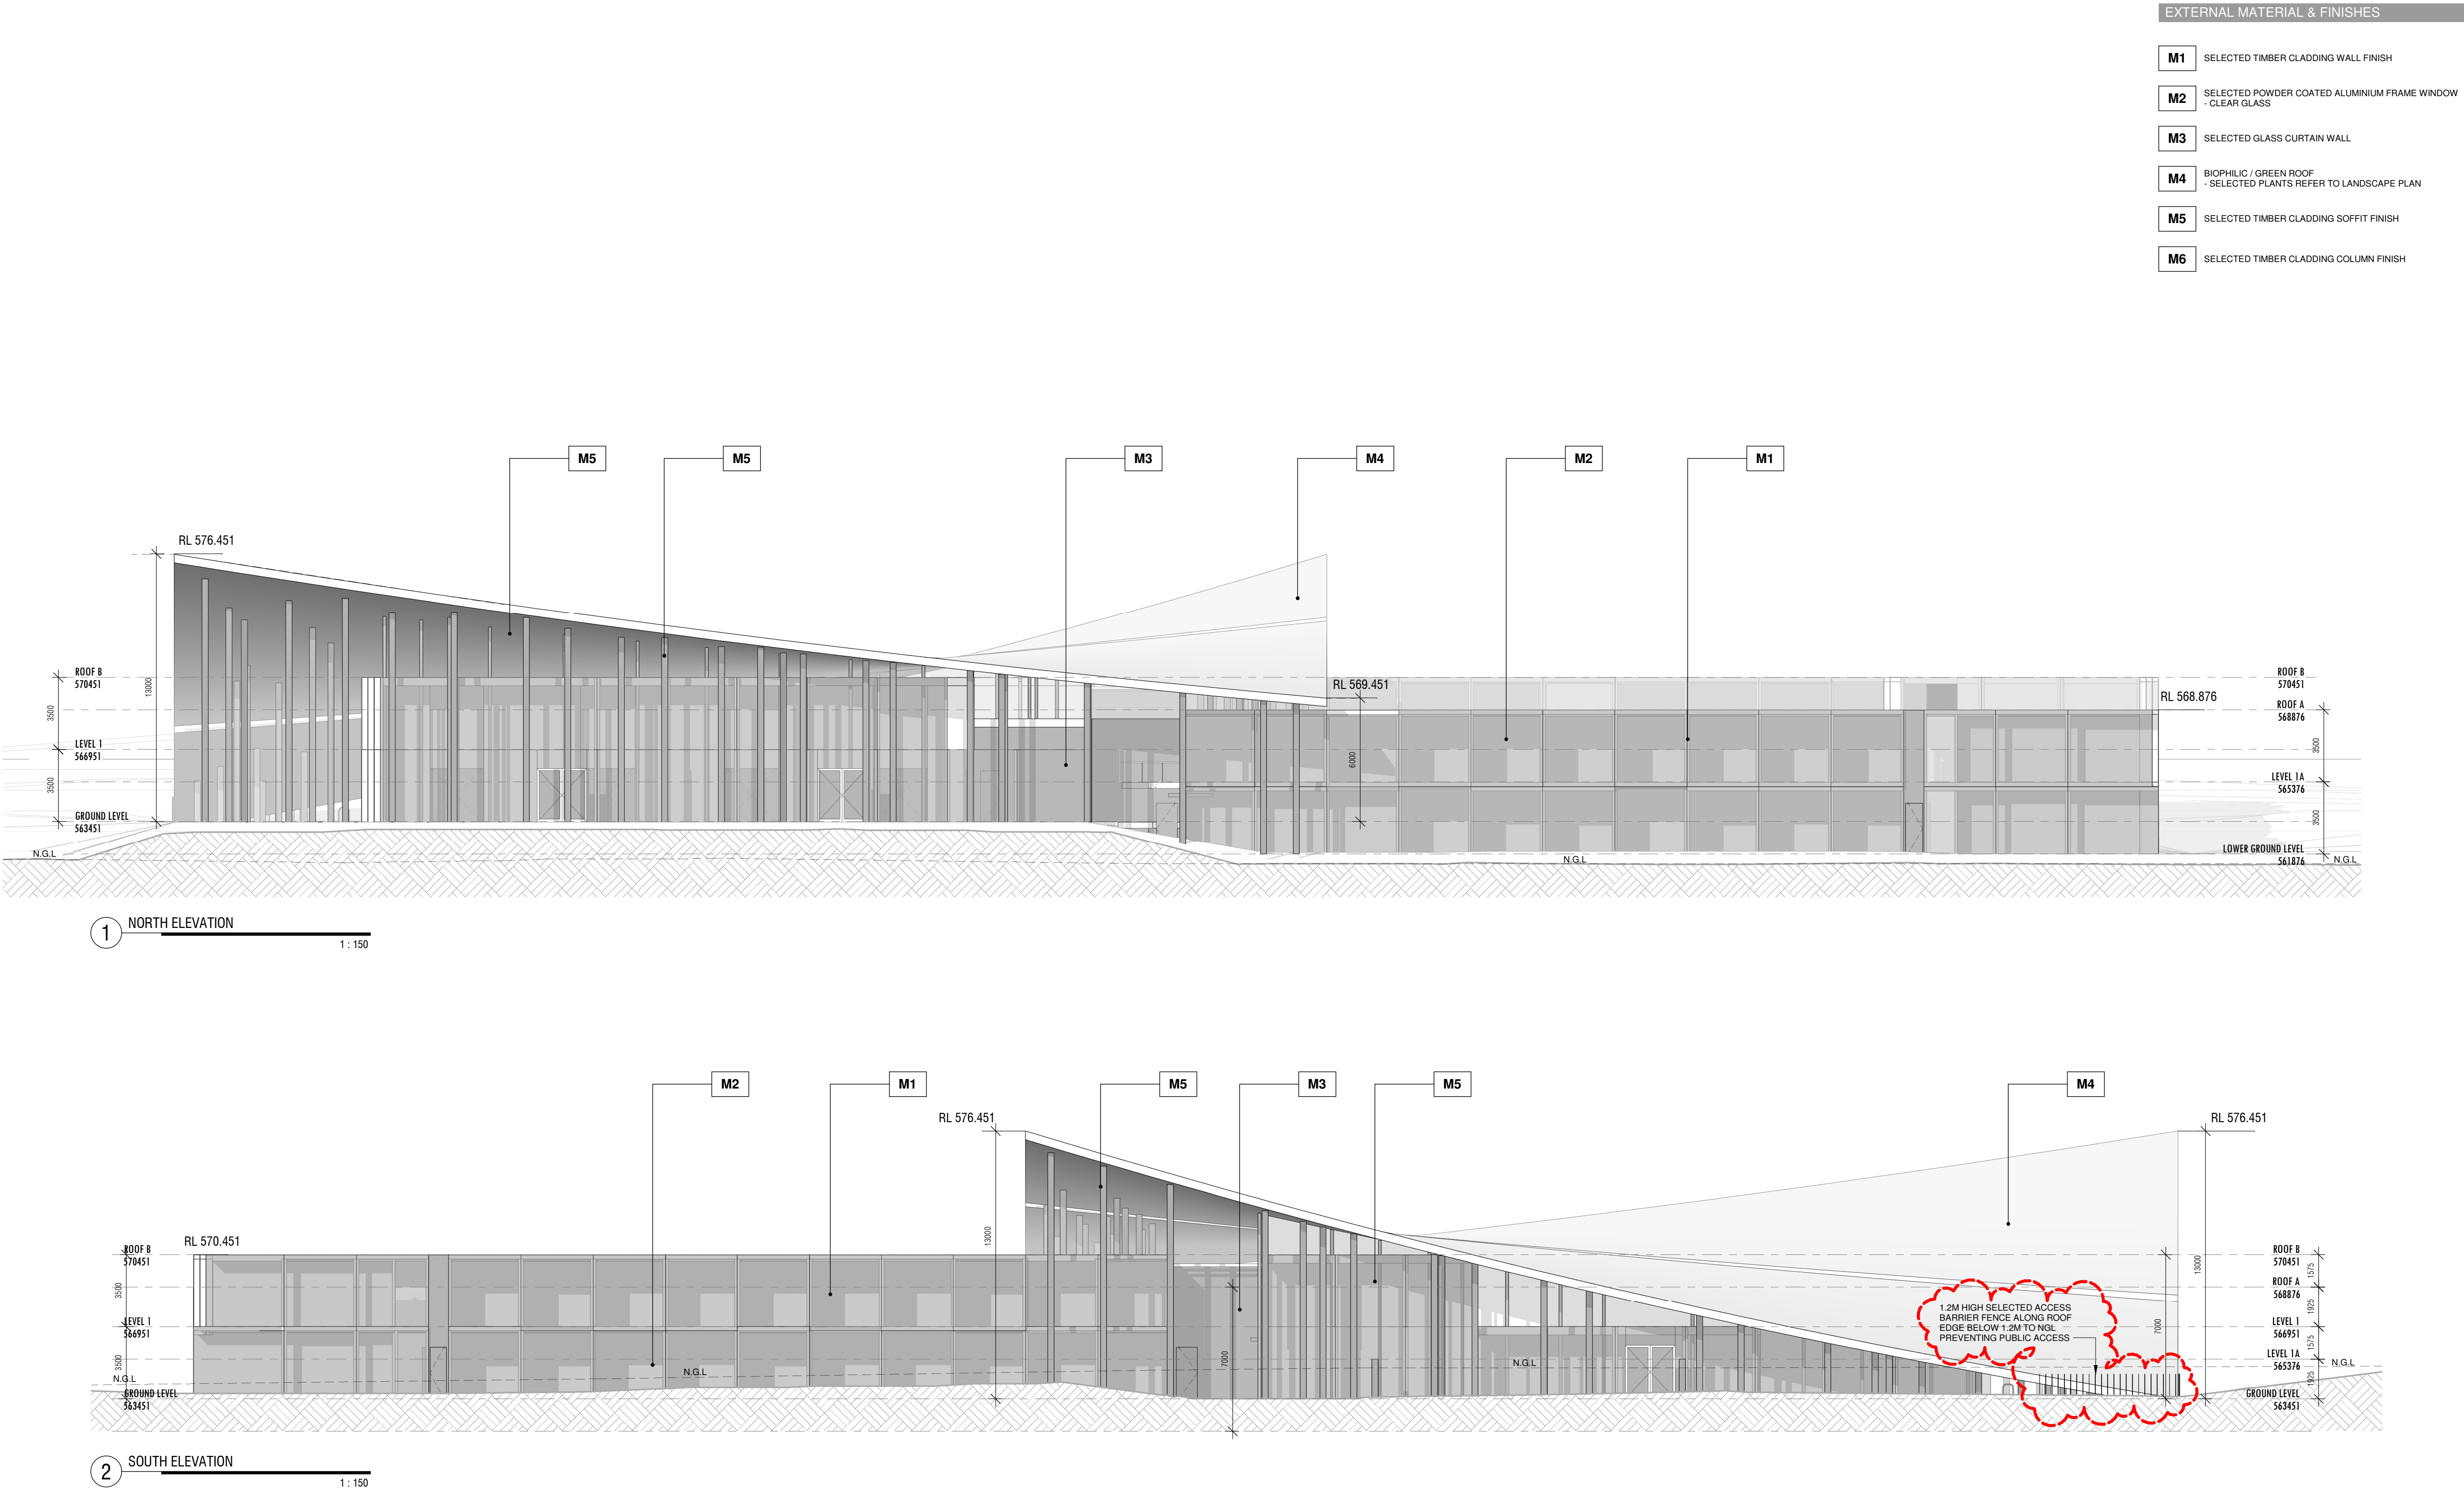 EXTERNAL MATERIAL & FINISHES
M1 SELECTED TIMBER CLADDING WALL FINISH
M2 SELECTED POWDER COATED ALUMINIUM FRAME WINDOW
- CLEAR GLASS
M3 SELECTED GLASS CURTAIN WALL
M4 BIOPHILIC / GREEN ROOF
- SELECTED PLANTS REFER TO LANDSCAPE PLAN
M5 SELECTED TIMBER CLADDING SOFFIT FINISH
M6 SELECTED TIMBER CLADDING COLUMN FINISH
M5 M5 M3 M4 M2 M1
RL 576.451
13000
ROOF B
570451
3500
LEVEL 1
566951
3500
GROUND LEVEL
563451
N.G.L
RL 569.451
6000
N.G.L
RL 568.876
ROOF B
570451
ROOF A
568876
3500
LEVEL 1A
565376
3500
LOWER GROUND LEVEL
561876
N.G.L
1 NORTH ELEVATION
1 : 150
M2 M1 M5 M3 M5 M4
RL 576.451
RL 576.451
RL 570.451
ROOF B
570451
3500
LEVEL 1
566951
3500
N.G.L
GROUND LEVEL
563451
N.G.L
13000
7000
N.G.L
1.2M HIGH SELECTED ACCESS
BARRIER FENCE ALONG ROOF
EDGE BELOW 1.2M TO NGL
PREVENTING PUBLIC ACCESS
7000
13000
ROOF B
570451
1575
ROOF A
568876
1925
LEVEL 1
566951
1575
LEVEL 1A
565376
N.G.L
1925
GROUND LEVEL
563451
2 SOUTH ELEVATION
1 : 150